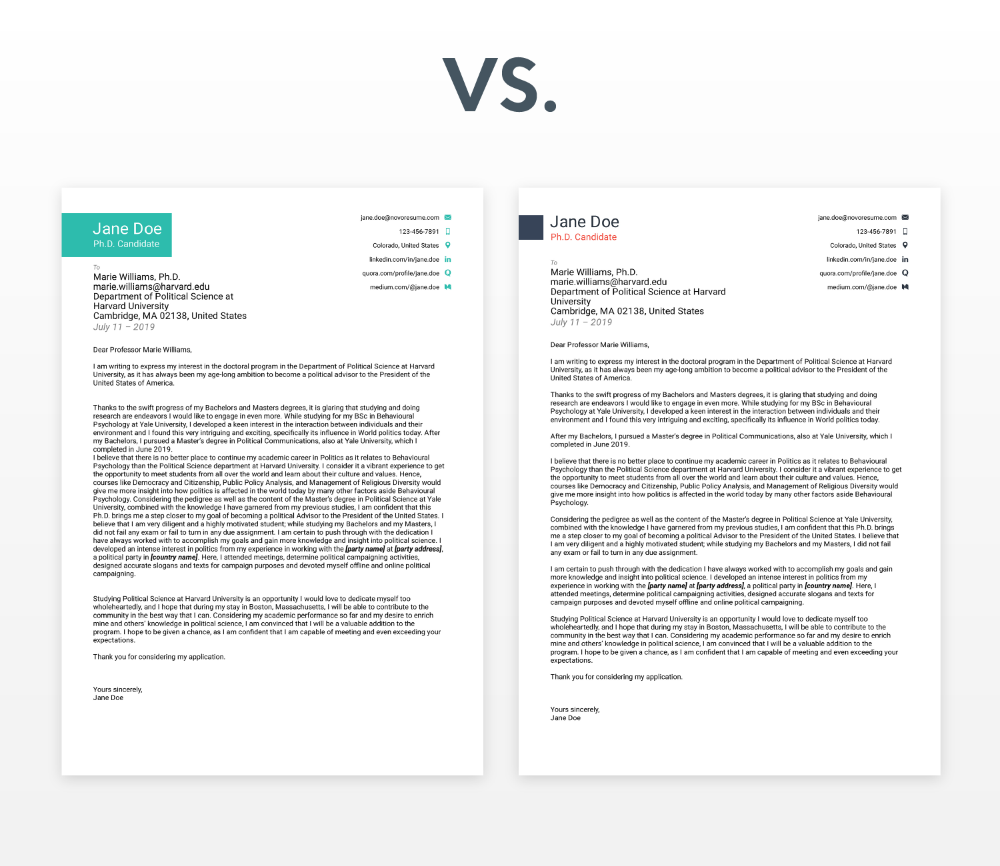 VS.
Jane Doe
Ph.D. Candidate
jane.doe@novoresume.com
123-456-7891
Colorado, United States
linkedin.com/in/jane.doe
quora.com/profile/jane.doe
medium.com/@jane.doe
To
Marie Williams, Ph.D.
marie.williams@harvard.edu
Department of Political Science at
Harvard University
Cambridge, MA 02138, United States
July 11 – 2019
Dear Professor Marie Williams,
I am writing to express my interest in the doctoral program in the Department of Political Science at Harvard
University, as it has always been my age-long ambition to become a political advisor to the President of the
United States of America.
Thanks to the swift progress of my Bachelors and Masters degrees, it is glaring that studying and doing
research are endeavors I would like to engage in even more. While studying for my BSc in Behavioural
Psychology at Yale University, I developed a keen interest in the interaction between individuals and their
environment and I found this very intriguing and exciting, specifically its influence in World politics today. After
my Bachelors, I pursued a Master's degree in Political Communications, also at Yale University, which I
completed in June 2019.
I believe that there is no better place to continue my academic career in Politics as it relates to Behavioural
Psychology than the Political Science department at Harvard University. I consider it a vibrant experience to get
the opportunity to meet students from all over the world and learn about their culture and values. Hence,
courses like Democracy and Citizenship, Public Policy Analysis, and Management of Religious Diversity would
give me more insight into how politics is affected in the world today by many other factors aside Behavioural
Psychology. Considering the pedigree as well as the content of the Master's degree in Political Science at Yale
University, combined with the knowledge I have garnered from my previous studies, I am confident that this
Ph.D. brings me a step closer to my goal of becoming a political Advisor to the President of the United States. I
believe that I am very diligent and a highly motivated student; while studying my Bachelors and my Masters, I
did not fail any exam or fail to turn in any due assignment. I am certain to push through with the dedication I
have always worked with to accomplish my goals and gain more knowledge and insight into political science. I
developed an intense interest in politics from my experience in working with the [party name] at [party address],
a political party in [country name]. Here, I attended meetings, determine political campaigning activities,
designed accurate slogans and texts for campaign purposes and devoted myself offline and online political
campaigning.
Studying Political Science at Harvard University is an opportunity I would love to dedicate myself too
wholeheartedly, and I hope that during my stay in Boston, Massachusetts, I will be able to contribute to the
community in the best way that I can. Considering my academic performance so far and my desire to enrich
mine and others' knowledge in political science, I am convinced that I will be a valuable addition to the
program. I hope to be given a chance, as I am confident that I am capable of meeting and even exceeding your
expectations.
Thank you for considering my application.
Yours sincerely,
Jane Doe
Jane Doe
Ph.D. Candidate
jane.doe@novoresume.com
123-456-7891
Colorado, United States
linkedin.com/in/jane.doe
quora.com/profile/jane.doe
medium.com/@jane.doe
To
Marie Williams, Ph.D.
marie.williams@harvard.edu
Department of Political Science at Harvard
University
Cambridge, MA 02138, United States
July 11 – 2019
Dear Professor Marie Williams,
I am writing to express my interest in the doctoral program in the Department of Political Science at Harvard
University, as it has always been my age-long ambition to become a political advisor to the President of the
United States of America.
Thanks to the swift progress of my Bachelors and Masters degrees, it is glaring that studying and doing
research are endeavors I would like to engage in even more. While studying for my BSc in Behavioural
Psychology at Yale University, I developed a keen interest in the interaction between individuals and their
environment and I found this very intriguing and exciting, specifically its influence in World politics today.
After my Bachelors, I pursued a Master's degree in Political Communications, also at Yale University, which I
completed in June 2019.
I believe that there is no better place to continue my academic career in Politics as it relates to Behavioural
Psychology than the Political Science department at Harvard University. I consider it a vibrant experience to get
the opportunity to meet students from all over the world and learn about their culture and values. Hence,
courses like Democracy and Citizenship, Public Policy Analysis, and Management of Religious Diversity would
give me more insight into how politics is affected in the world today by many other factors aside Behavioural
Psychology.
Considering the pedigree as well as the content of the Master's degree in Political Science at Yale University,
combined with the knowledge I have garnered from my previous studies, I am confident that this Ph.D. brings
me a step closer to my goal of becoming a political Advisor to the President of the United States. I believe that
I am very diligent and a highly motivated student; while studying my Bachelors and my Masters, I did not fail
any exam or fail to turn in any due assignment.
I am certain to push through with the dedication I have always worked with to accomplish my goals and gain
more knowledge and insight into political science. I developed an intense interest in politics from my
experience in working with the [party name] at [party address], a political party in [country name]. Here, I
attended meetings, determine political campaigning activities, designed accurate slogans and texts for
campaign purposes and devoted myself offline and online political campaigning.
Studying Political Science at Harvard University is an opportunity I would love to dedicate myself too
wholeheartedly, and I hope that during my stay in Boston, Massachusetts, I will be able to contribute to the
community in the best way that I can. Considering my academic performance so far and my desire to enrich
mine and others' knowledge in political science, I am convinced that I will be a valuable addition to the
program. I hope to be given a chance, as I am confident that I am capable of meeting and even exceeding your
expectations.
Thank you for considering my application.
Yours sincerely,
Jane Doe